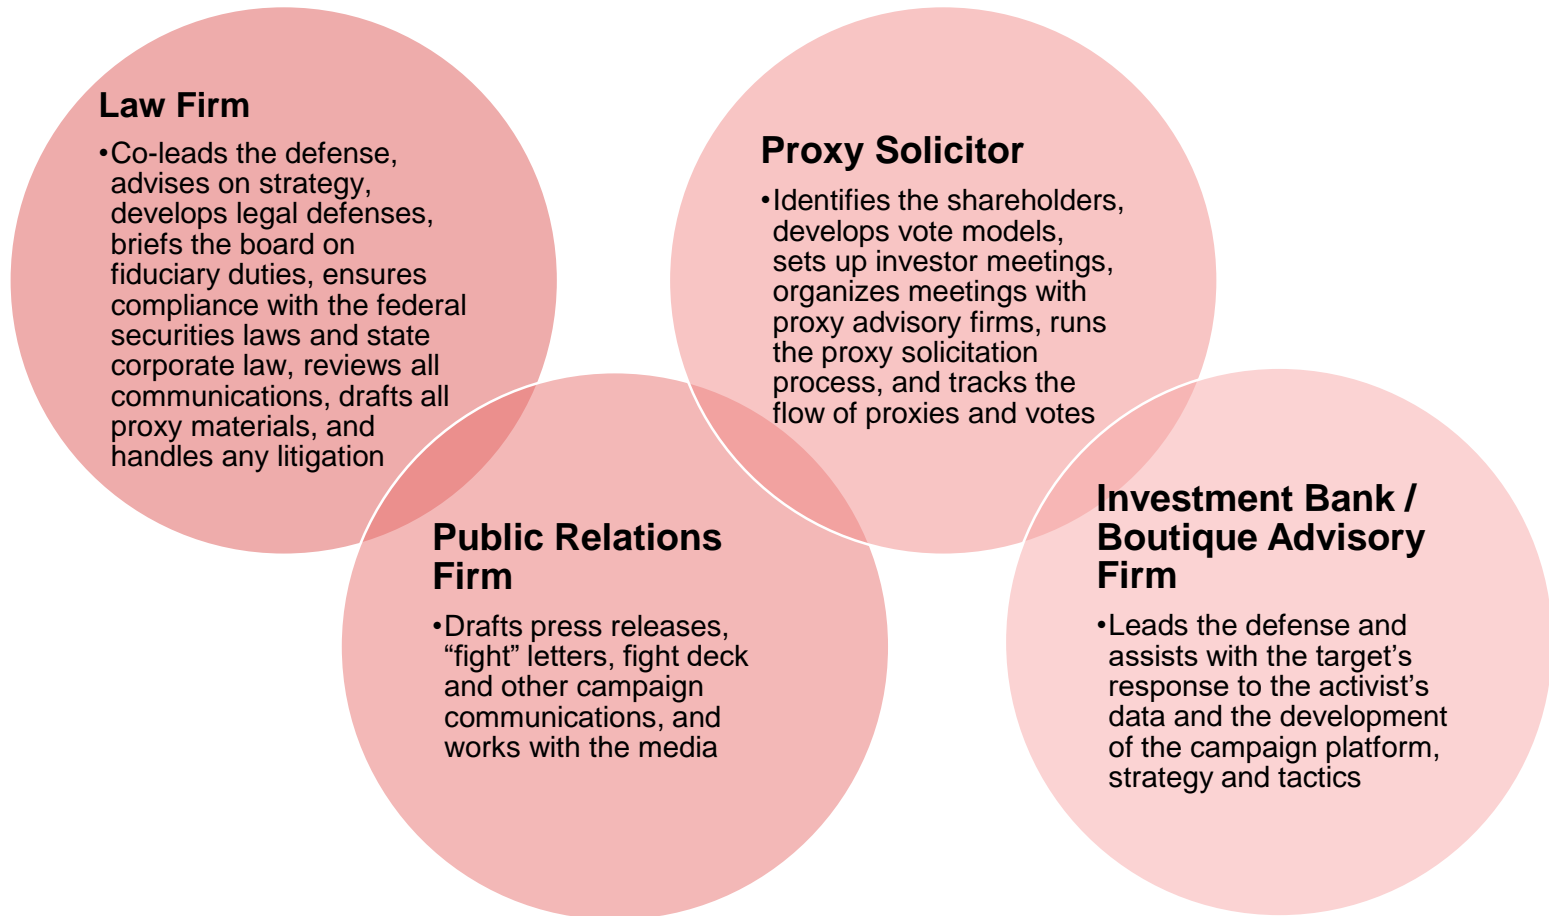 Law Firm
•Co-leads the defense,
advises on strategy,
develops legal defenses,
briefs the board on
fiduciary duties, ensures
compliance with the federal
securities laws and state
corporate law, reviews all
communications, drafts all
proxy materials, and
handles any litigation
Public Relations
Firm
•Drafts press releases,
“fight” letters, fight deck
and other campaign
communications, and
works with the media
Proxy Solicitor
•Identifies the shareholders,
develops vote models,
sets up investor meetings,
organizes meetings with
proxy advisory firms, runs
the proxy solicitation
process, and tracks the
flow of proxies and votes
Investment Bank /
Boutique Advisory
Firm
•Leads the defense and
assists with the target’s
response to the activist’s
data and the development
of the campaign platform,
strategy and tactics